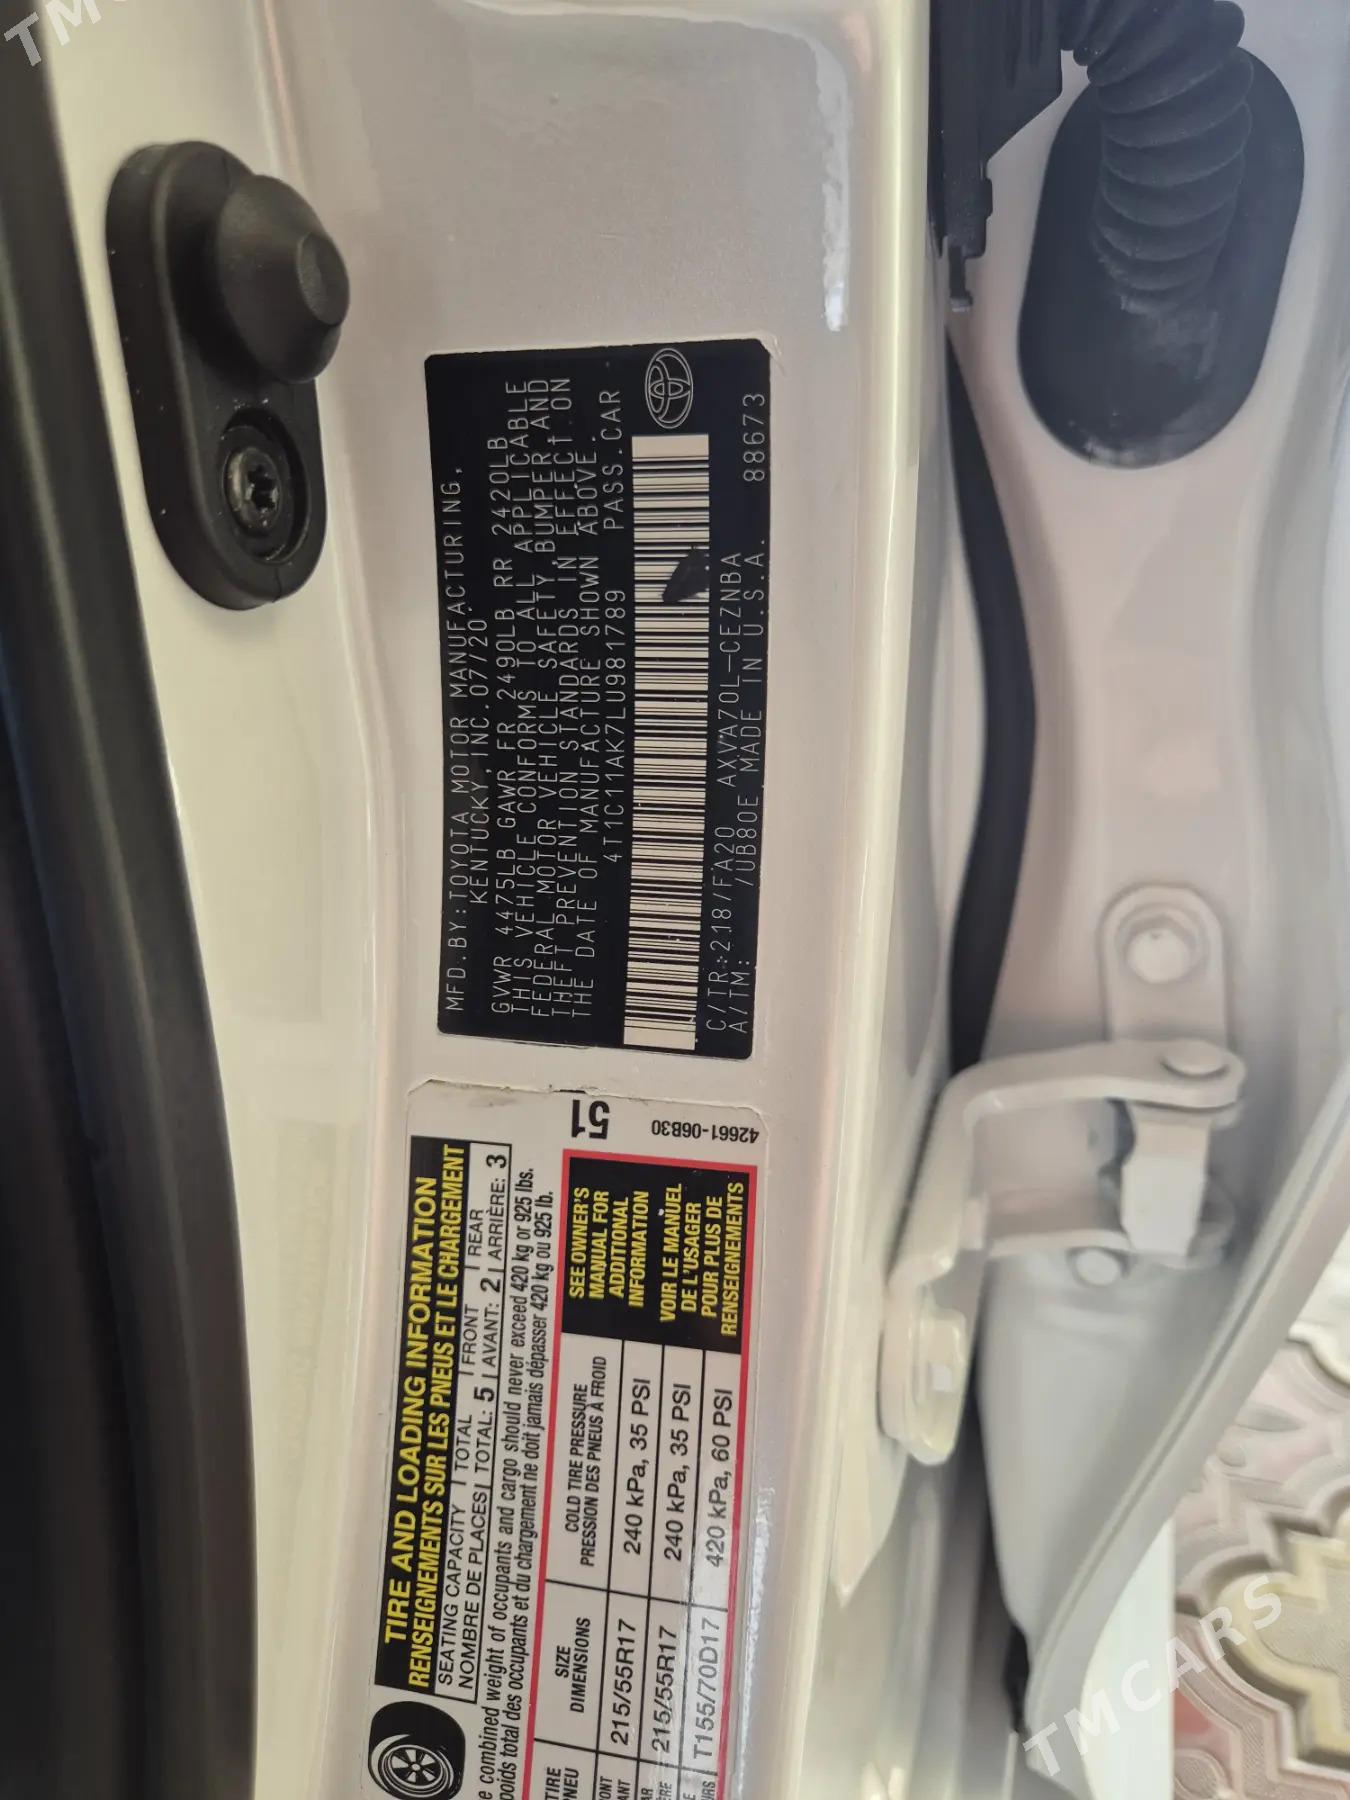 MFD.BY:TOYOTA MOTOR MANUFACTURING,
KENTUCKY,INC.07/20
GVWR 4475LB GAWR FR 2490LB RR 2420LB
THIS VEHICLE CONFORMS TO ALL APPLICABLE
FEDERAL MOTOR VEHICLE SAFETY,BUMPER,AND
THEFT PREVENTION STANDARDS IN EFFECT ON
THE DATE OF MANUFACTURE SHOWN ABOVE.
4T1C11AK7LU981789 PASS.CAR
C/TR:218/FA20 AXVA70L-CEZNBA
A/TM: /UB80E MADE IN U.S.A. 88673
TIRE AND LOADING INFORMATION
RENSEIGNEMENTS SUR LES PNEUS ET LE CHARGEMENT
SEATING CAPACITY TOTAL FRONT REAR
NOMBRE DE PLACES TOTAL: 5 AVANT: 2 ARRIÈRE: 3
combined weight of occupants and cargo should never exceed 420 kg or 925 lbs.
poids total des occupants et du chargement ne doit jamais dépasser 420 kg ou 925 lb.
51
42661-06B30
TIRE SIZE COLD TIRE PRESSURE
PNEU DIMENSIONS PRESSION DES PNEUS À FROID
215/55R17 240 kPa, 35 PSI
215/55R17 240 kPa, 35 PSI
T155/70D17 420 kPa, 60 PSI
SEE OWNER'S
MANUAL FOR
ADDITIONAL
INFORMATION
VOIR LE MANUEL
DE L'USAGER
POUR PLUS DE
RENSEIGNEMENTS
TMCARS